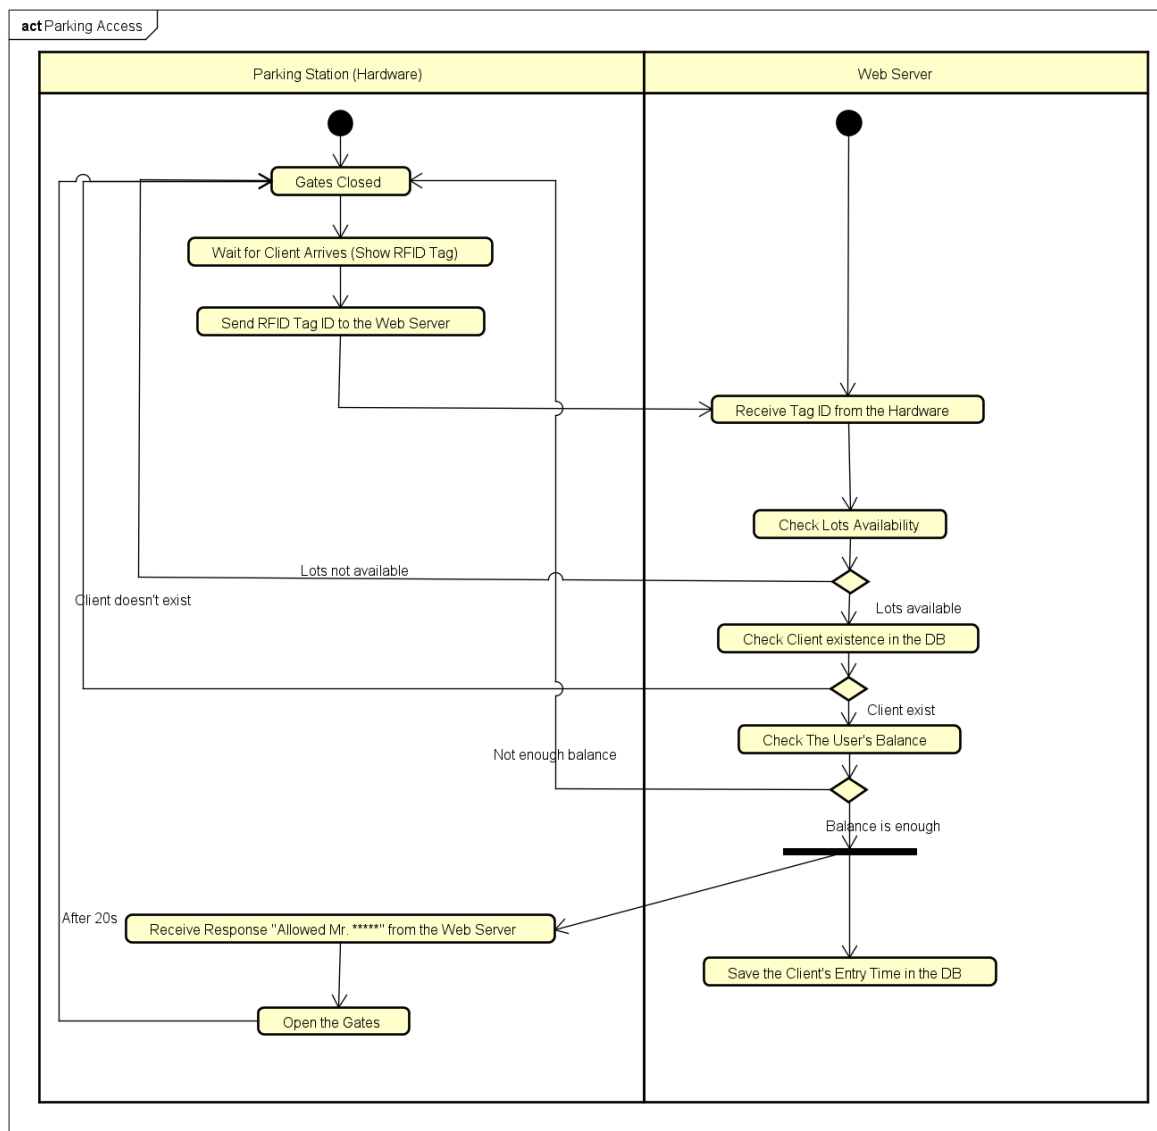 act Parking Access
Parking Station (Hardware)
Web Server
Gates Closed
Wait for Client Arrives (Show RFID Tag)
Send RFID Tag ID to the Web Server
Receive Tag ID from the Hardware
Check Lots Availability
Lots not available
Client doesn't exist
Lots available
Check Client existence in the DB
Client exist
Check The User's Balance
Not enough balance
Balance is enough
After 20s
Receive Response "Allowed Mr. *****" from the Web Server
Save the Client's Entry Time in the DB
Open the Gates